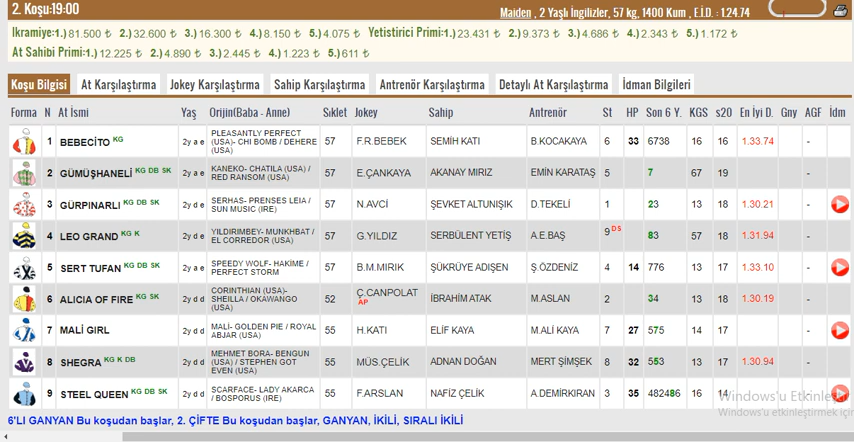 2. Koşu:19:00 Maiden , 2 Yaşlı İngilizler, 57 kg, 1400 Kum , E.İ.D. : 1.24.74
İkramiye:1.) 81.500 ₺ 2.) 32.600 ₺ 3.) 16.300 ₺ 4.) 8.150 ₺ 5.) 4.075 ₺ Yetistirici Primi:1.) 23.431 ₺ 2.) 9.373 ₺ 3.) 4.686 ₺ 4.) 2.343 ₺ 5.) 1.172 ₺
At Sahibi Primi:1.) 12.225 ₺ 2.) 4.890 ₺ 3.) 2.445 ₺ 4.) 1.223 ₺ 5.) 611 ₺
Koşu Bilgisi At Karşılaştırma Jokey Karşılaştırma Sahip Karşılaştırma Antrenör Karşılaştırma Detaylı At Karşılaştırma İdman Bilgileri
Forma N At İsmi Yaş Orijin(Baba - Anne) Sıklet Jokey Sahip Antrenör St HP Son 6 Y. KGS s20 En İyi D. Gny AGF İdm
1 BEBECİTO KG 2y a e PLEASANTLY PERFECT (USA)- CHI BOMB / DEHERE (USA) 57 F.R.BEBEK SEMİH KATI B.KOCAKAYA 6 33 6738 16 16 1.33.74 -
2 GÜMÜŞHANELİ KG DB SK 2y a e KANEKO- CHATILA (USA) / RED RANSOM (USA) 57 E.ÇANKAYA AKANAY MIRIZ EMİN KARATAŞ 5 7 67 19 -
3 GÜRPINARLI KG DB SK 2y d e SERHAS- PRENSES LEIA / SUN MUSIC (IRE) 57 N.AVCİ ŞEVKET ALTUNIŞIK D.TEKELİ 1 23 13 18 1.30.21 -
4 LEO GRAND KG K 2y d e YILDIRIMBEY- MUNKHBAT / EL CORREDOR (USA) 57 G.YILDIZ SERBÜLENT YETİŞ A.E.BAŞ 9 DS 83 57 18 1.31.94 -
5 SERT TUFAN KG DB SK 2y a e SPEEDY WOLF- HAKİME / PERFECT STORM 57 B.M.MIRIK ŞÜKRÜYE ADIŞEN Ş.ÖZDENİZ 4 14 776 13 17 1.33.10 -
6 ALICIA OF FIRE KG SK 2y d d CORINTHIAN (USA)- SHEILLA / OKAWANGO (USA) 52 Ç.CANPOLAT AP İBRAHİM ATAK M.ASLAN 2 34 13 18 1.30.19 -
7 MALİ GIRL 2y d d MALI- GOLDEN PIE / ROYAL ABJAR (USA) 55 H.KATI ELİF KAYA M.ALİ KAYA 7 27 575 14 17 -
8 SHEGRA KG K DB 2y d d MEHMET BORA- BENGUN (USA) / STEPHEN GOT EVEN (USA) 55 MÜS.ÇELİK ADNAN DOĞAN MERT ŞİMŞEK 8 32 553 13 17 1.30.94 -
9 STEEL QUEEN KG DB SK 2y d d SCARFACE- LADY AKARCA / BOSPORUS (IRE) 55 F.ARSLAN NAFİZ ÇELİK A.DEMİRKIRAN 3 35 482486 16 14 -
Windows'u Etkinleşti
Windows'u etkinleştirmek için
6'LI GANYAN Bu koşudan başlar, 2. ÇİFTE Bu koşudan başlar, GANYAN, İKİLİ, SIRALI İKİLİ